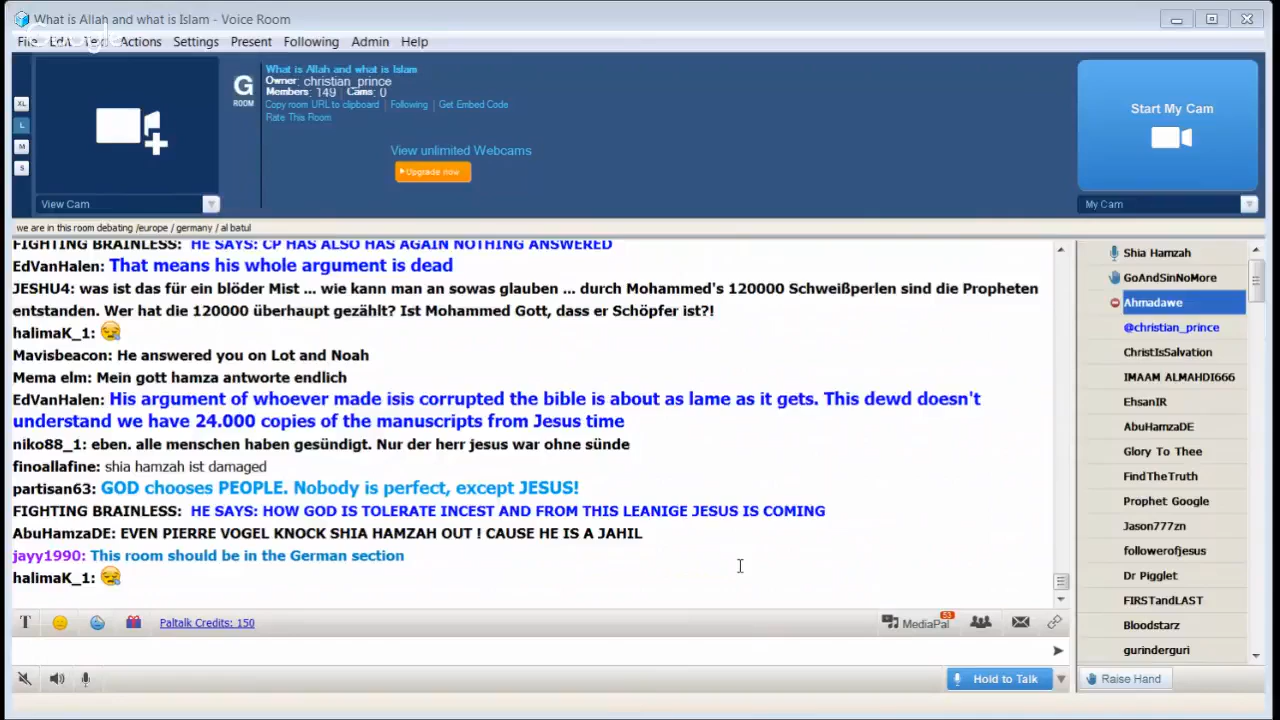 What is Allah and what is Islam - Voice Room
Google
File Edit Text Actions Settings Present Following Admin Help
XL
L
M
S
G
ROOM
What is Allah and what is Islam
Owner: christian_prince
Members: 149 | Cams: 0
Copy room URL to clipboard | Following | Get Embed Code
Rate This Room
View unlimited Webcams
Upgrade now
Start My Cam
View Cam
My Cam
we are in this room debating /europe / germany / al batul
FIGHTING BRAINLESS: HE SAYS: CP HAS ALSO HAS AGAIN NOTHING ANSWERED
EdVanHalen: That means his whole argument is dead
JESHU4: was ist das für ein blöder Mist ... wie kann man an sowas glauben ... durch Mohammed's 120000 Schweißperlen sind die Propheten
entstanden. Wer hat die 120000 überhaupt gezählt? Ist Mohammed Gott, dass er Schöpfer ist?!
halimaK_1:
Mavisbeacon: He answered you on Lot and Noah
Mema elm: Mein gott hamza antworte endlich
EdVanHalen: His argument of whoever made isis corrupted the bible is about as lame as it gets. This dewd doesn't
understand we have 24.000 copies of the manuscripts from Jesus time
niko88_1: eben. alle menschen haben gesündigt. Nur der herr jesus war ohne sünde
finoallafine: shia hamzah ist damaged
partisan63: GOD chooses PEOPLE. Nobody is perfect, except JESUS!
FIGHTING BRAINLESS: HE SAYS: HOW GOD IS TOLERATE INCEST AND FROM THIS LEANIGE JESUS IS COMING
AbuHamzaDE: EVEN PIERRE VOGEL KNOCK SHIA HAMZAH OUT ! CAUSE HE IS A JAHIL
jayy1990: This room should be in the German section
halimaK_1:
Shia Hamzah
GoAndSinNoMore
Ahmadawe
@christian_prince
ChristIsSalvation
IMAAM ALMAHDI666
EhsanIR
AbuHamzaDE
Glory To Thee
FindTheTruth
Prophet Google
Jason777zn
followerofjesus
Dr Pigglet
FIRSTandLAST
Bloodstarz
gurinderguri
T
Paltalk Credits: 150
MediaPal
53
Hold to Talk
Raise Hand